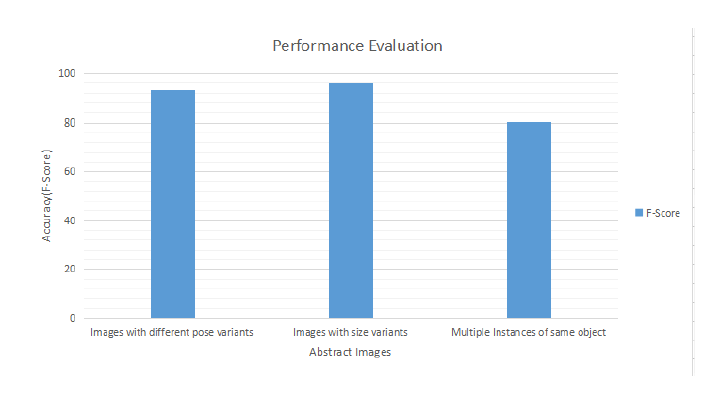 Performance Evaluation
100
80
60
40
20
0
Accuracy(F-Score)
Images with different pose variants
Images with size variants
Multiple Instances of same object
Abstract Images
F-Score